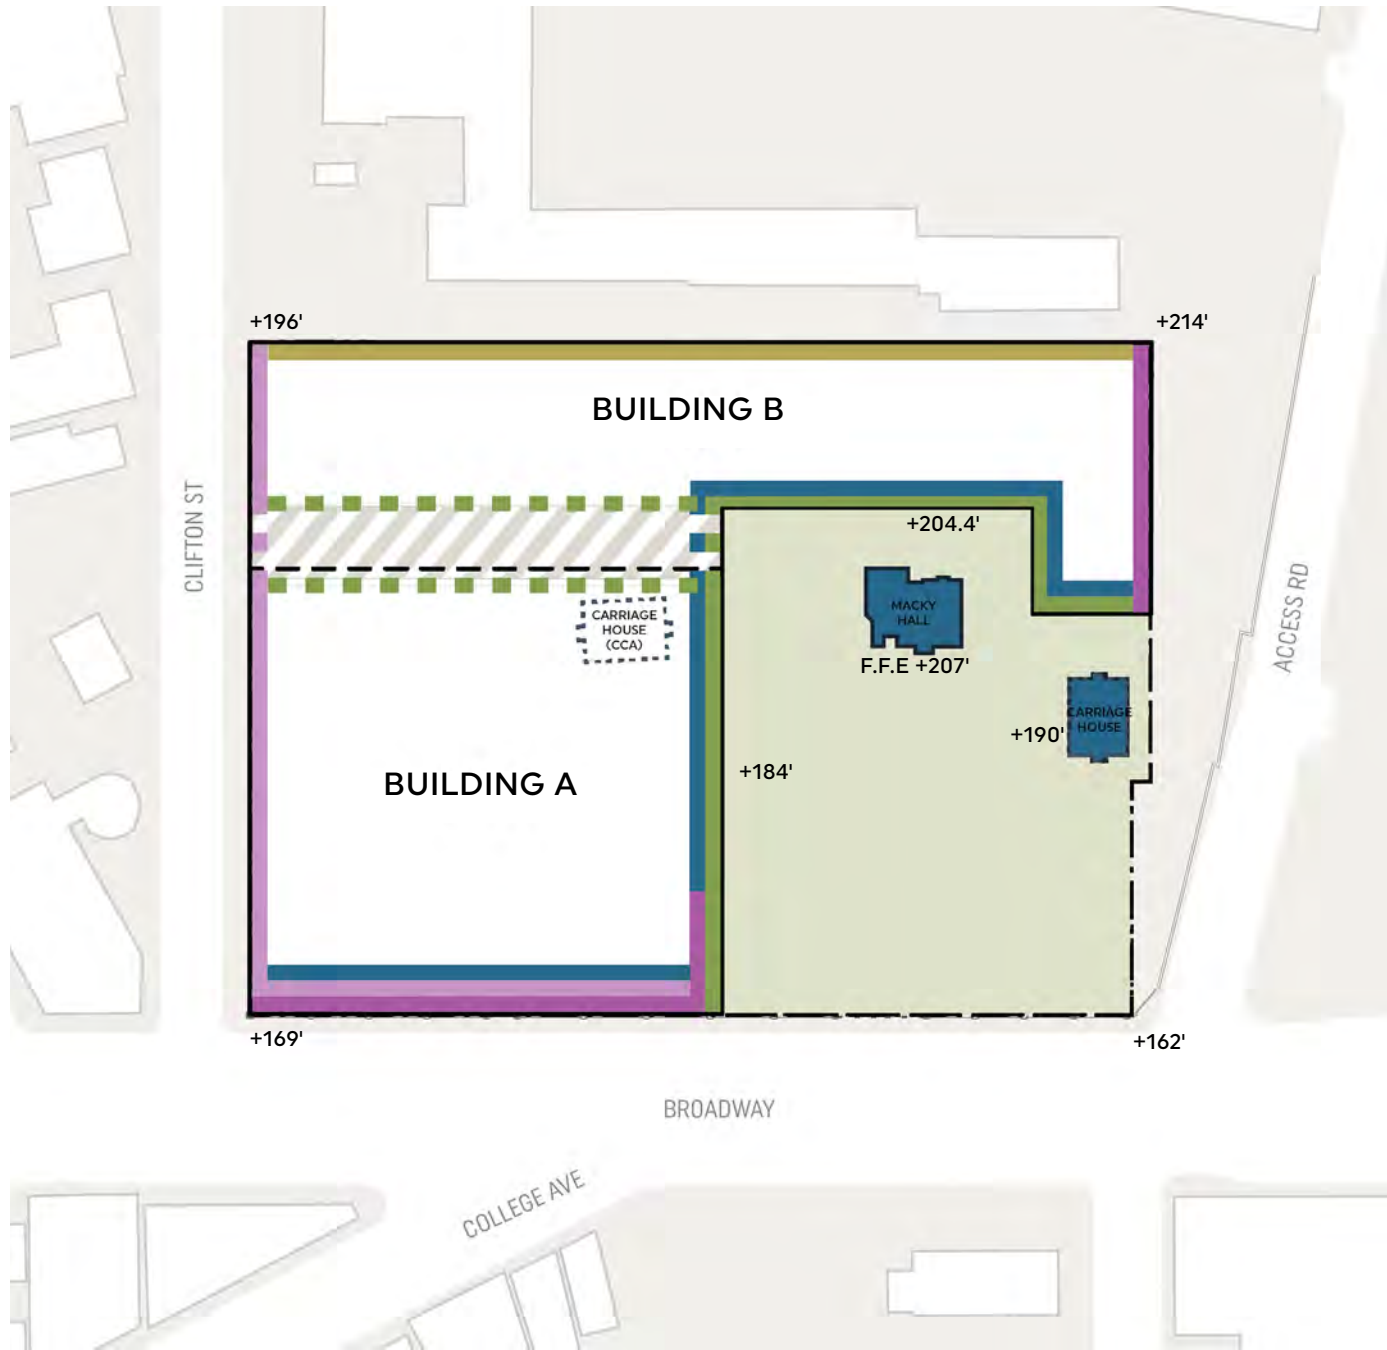 +196'
+214'
BUILDING B
CLIFTON ST
+204.4'
MACKY
HALL
F.F.E +207'
CARRIAGE
HOUSE
(CCA)
ACCESS RD
CARRIAGE
HOUSE
+190'
+184'
BUILDING A
+169'
+162'
BROADWAY
COLLEGE AVE